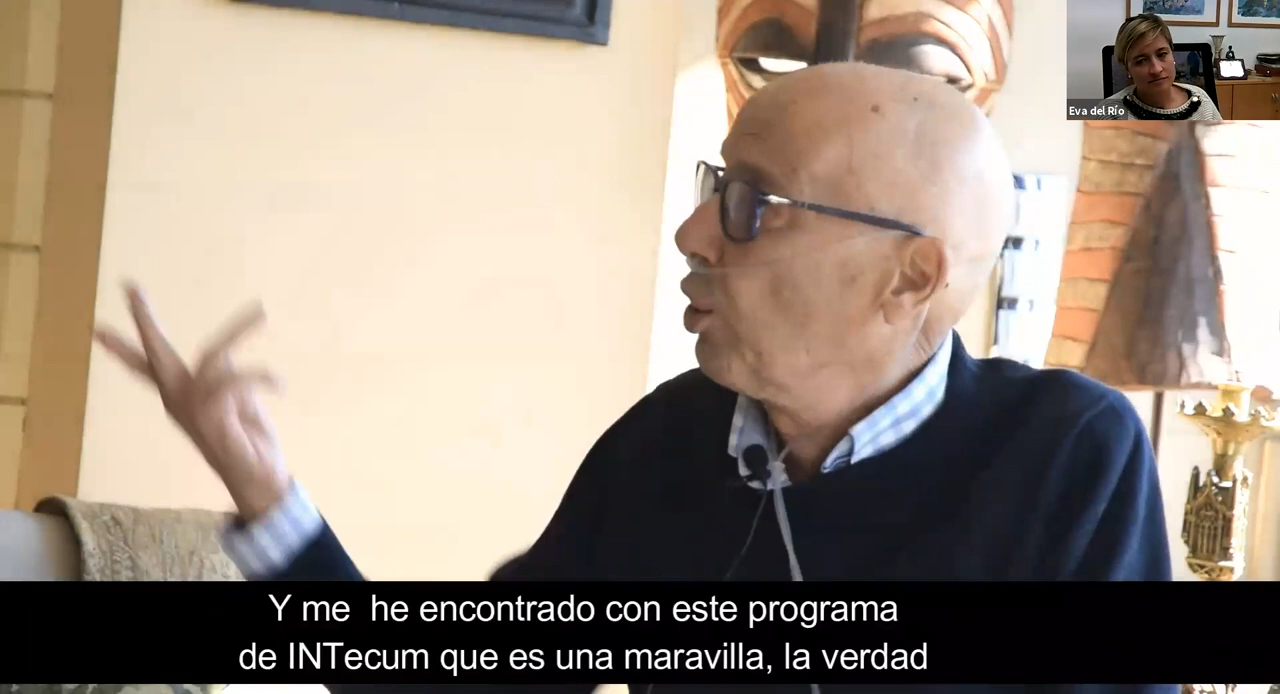 Eva del Río
Y me  he encontrado con este programa
de INTecum que es una maravilla, la verdad